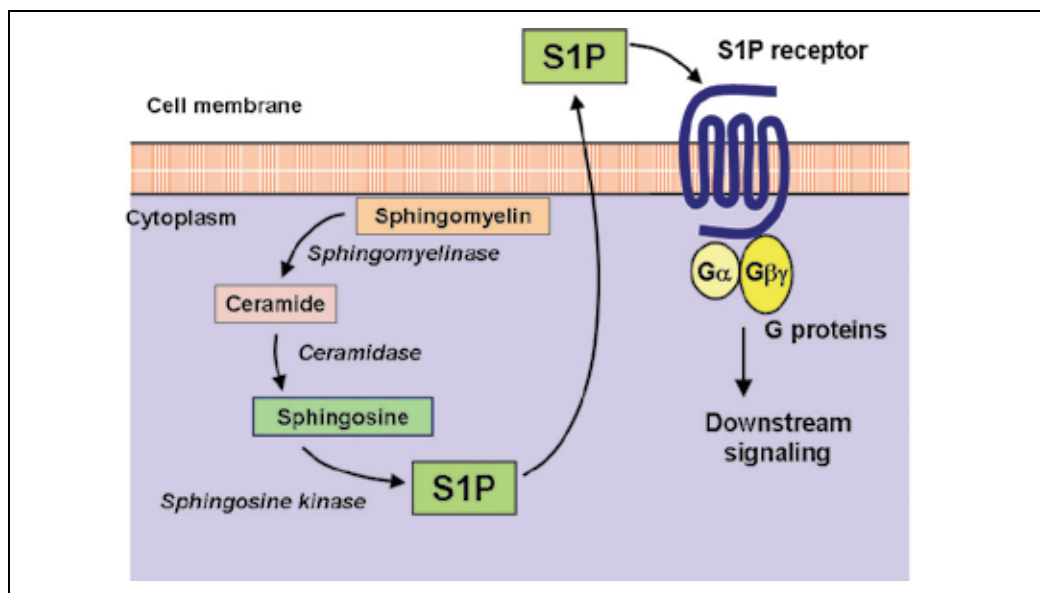 S1P
S1P receptor
Cell membrane
Cytoplasm
Sphingomyelin
Sphingomyelinase
Ceramide
Ceramidase
Sphingosine
Sphingosine kinase
S1P
Gα
Gβγ
G proteins
Downstream
signaling